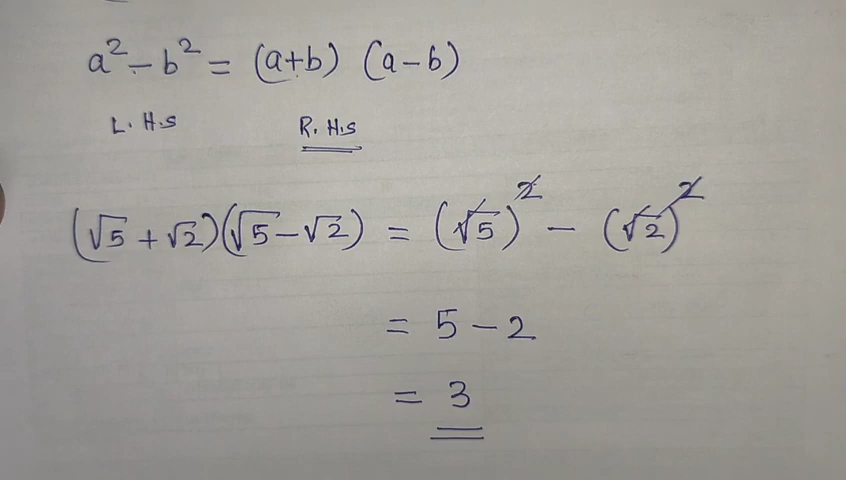 a² - b² = (a+b) (a-b)
L.H.S R.H.S
(√5 + √2)(√5 - √2) = (√5)² - (√2)²
= 5 - 2
= 3